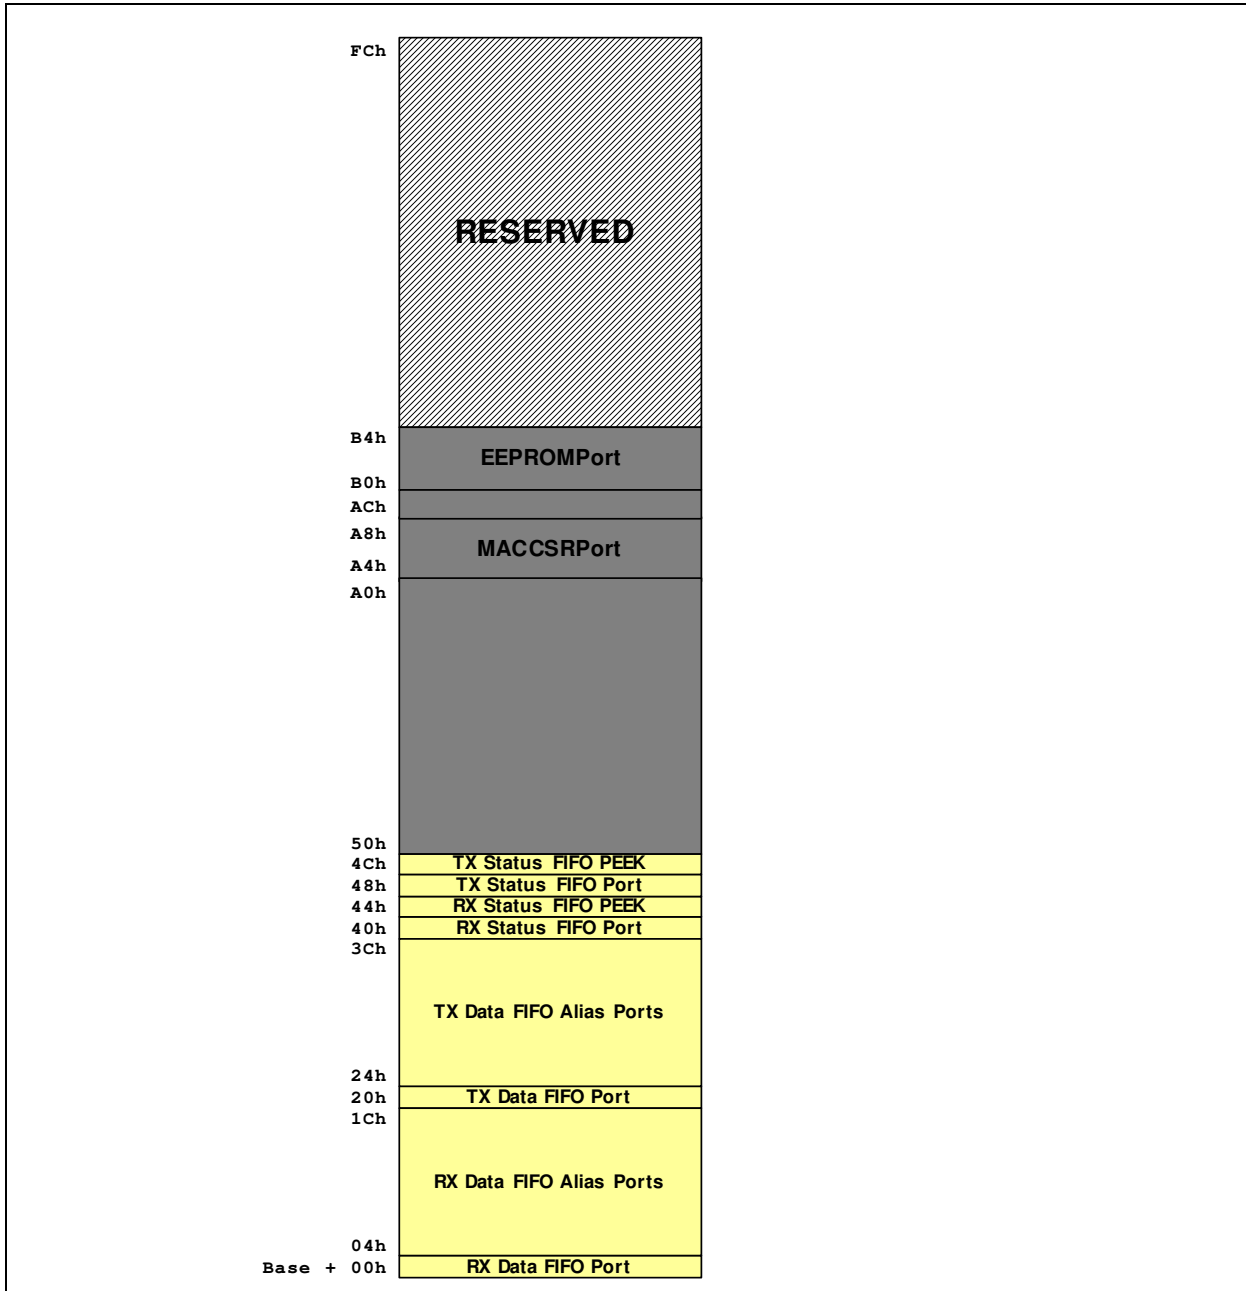 FCh
RESERVED
B4h
EEPROMPort
B0h
ACh
A8h
MACCSRPort
A4h
A0h
50h
4Ch TX Status FIFO PEEK
48h TX Status FIFO Port
44h RX Status FIFO PEEK
40h RX Status FIFO Port
3Ch
TX Data FIFO Alias Ports
24h
20h TX Data FIFO Port
1Ch
RX Data FIFO Alias Ports
04h
Base + 00h RX Data FIFO Port